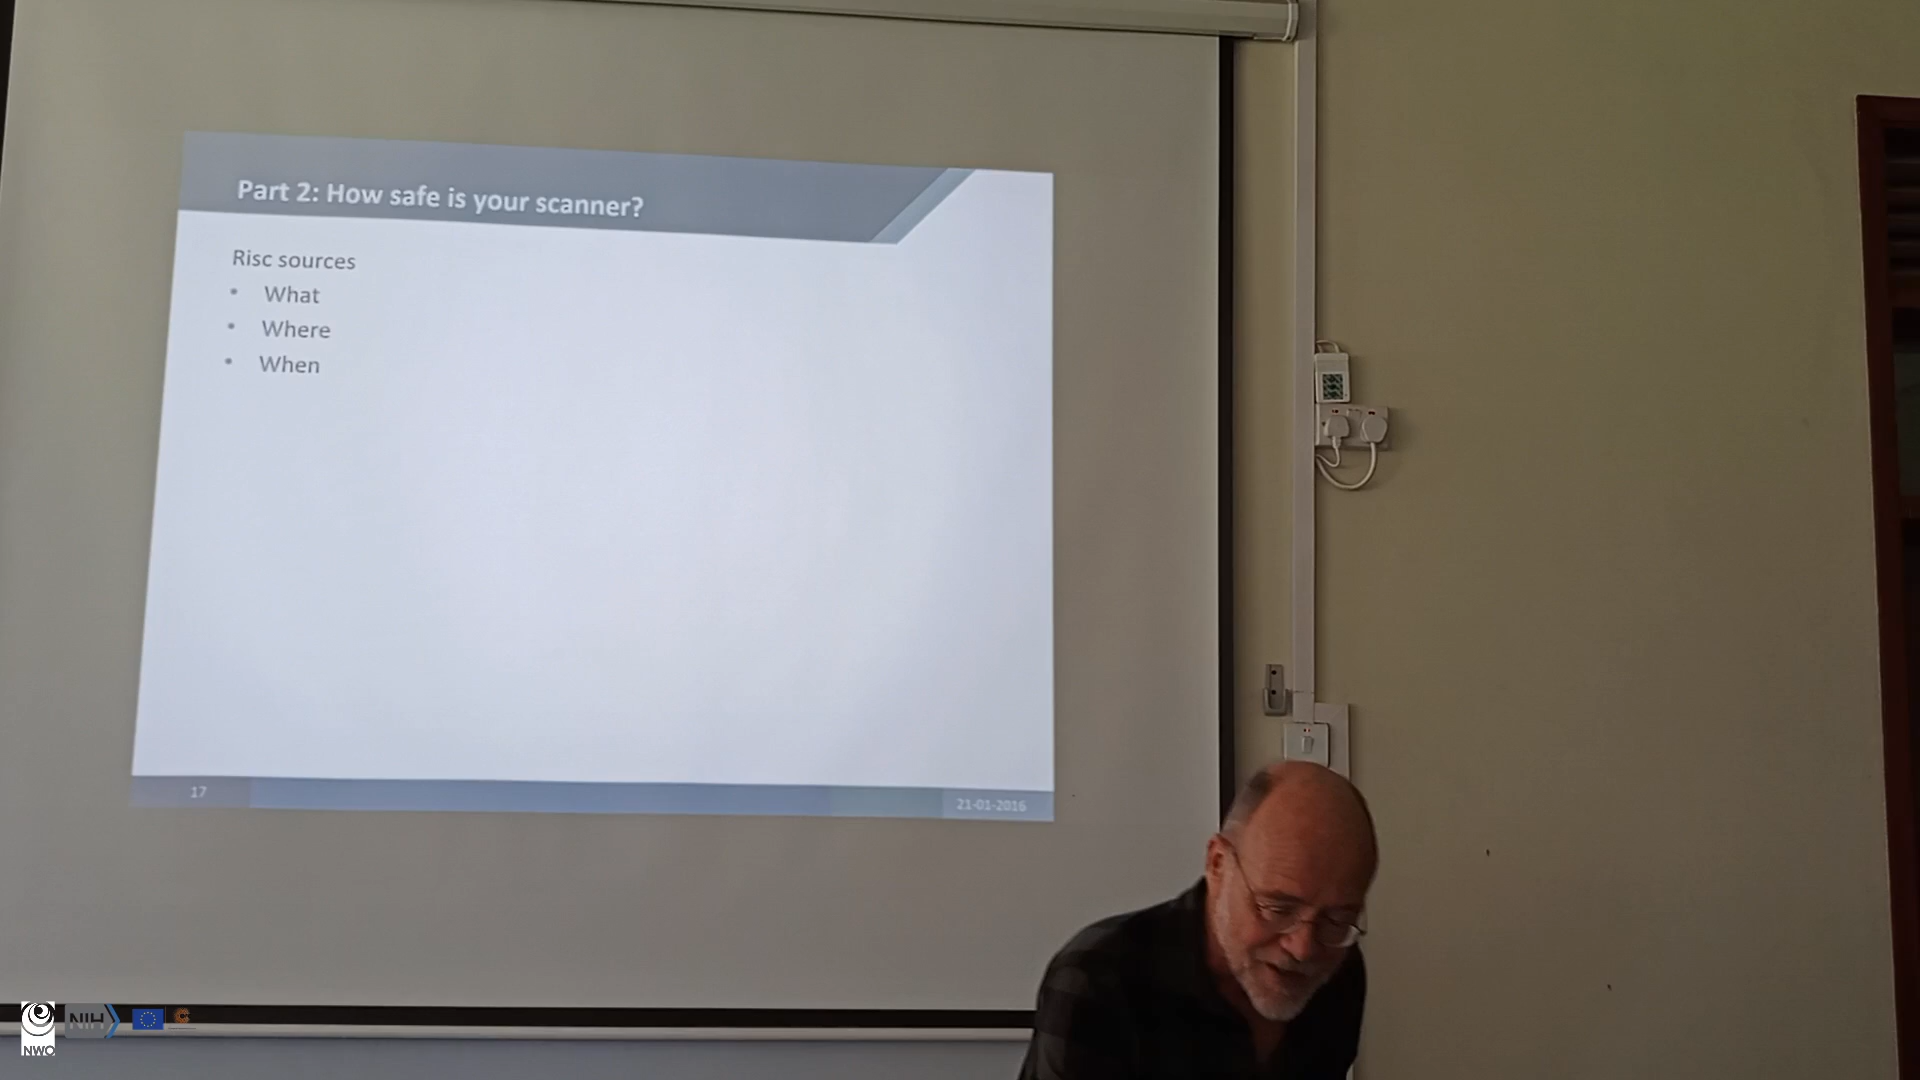 Part 2: How safe is your scanner?
Risc sources
• What
• Where
• When
17
21-01-2016
NIH
NWO